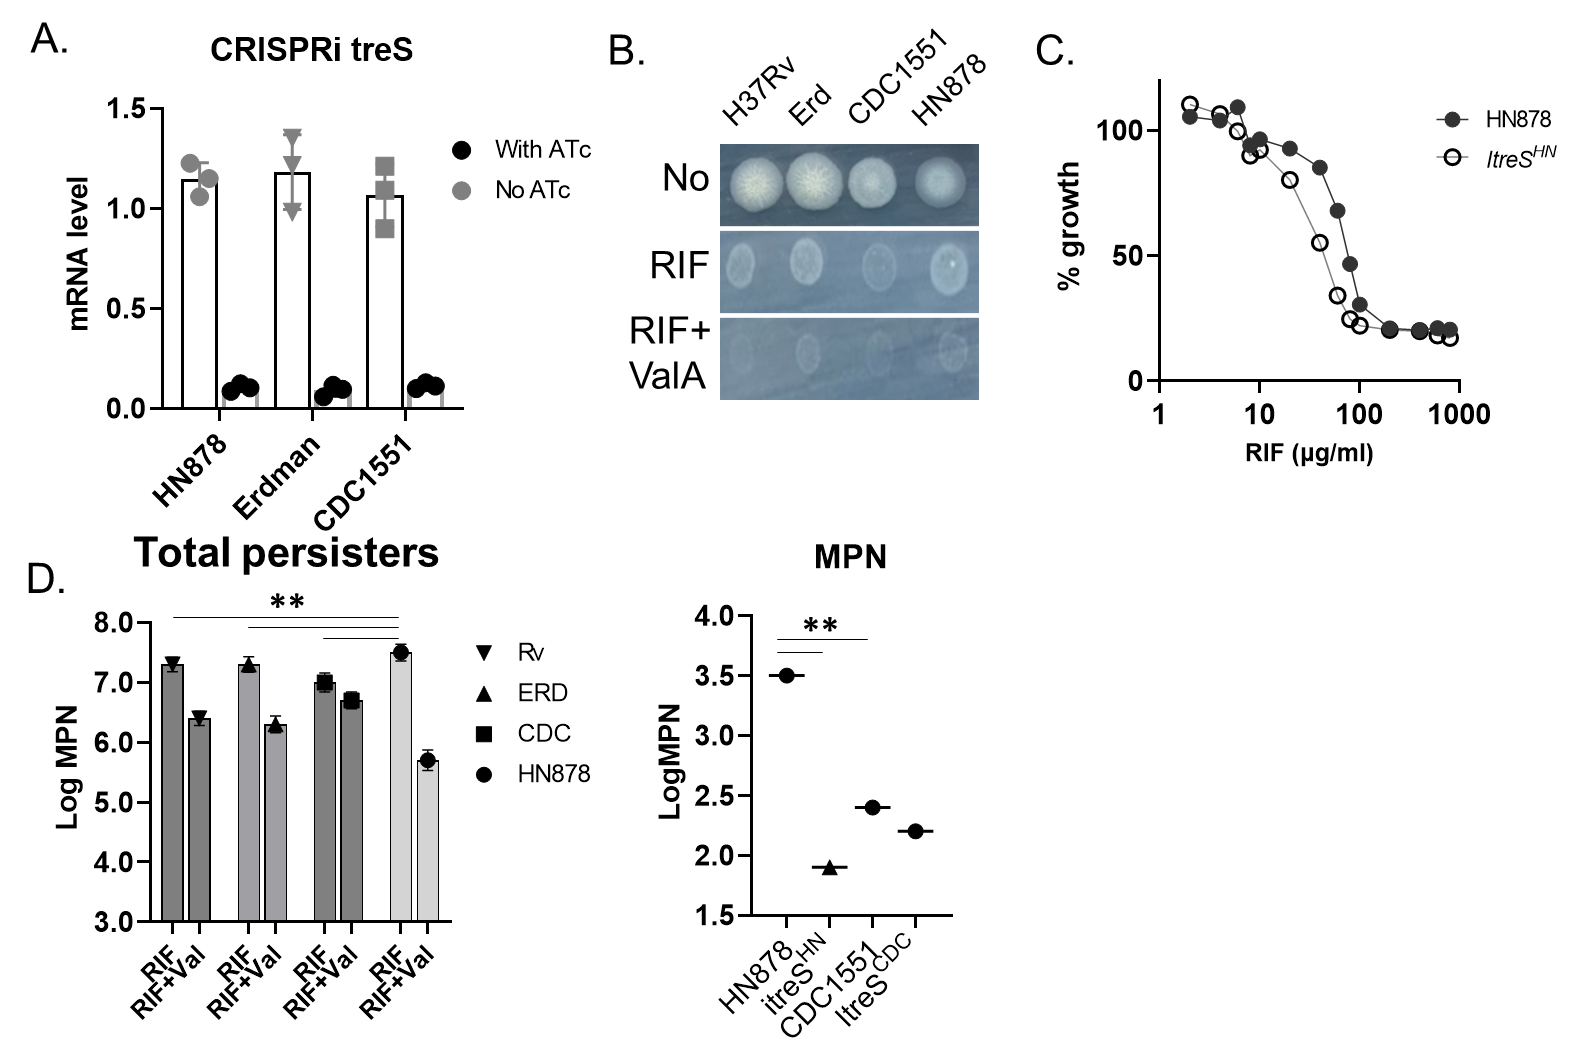 A.
CRISPRi treS
mRNA level
1.5
1.0
0.5
0.0
With ATc
No ATc
HN878
Erdman
CDC1551
B.
H37Rv
Erd
CDC1551
HN878
No
RIF
RIF+
ValA
C.
% growth
100
50
0
1
10
100
1000
RIF (µg/ml)
HN878
ItreS^HN
D.
Total persisters
**
Log MPN
8.0
7.0
6.0
5.0
4.0
3.0
Rv
ERD
CDC
HN878
RIF
RIF+Val
RIF
RIF+Val
RIF
RIF+Val
RIF
RIF+Val
MPN
**
LogMPN
4.0
3.5
3.0
2.5
2.0
1.5
HN878
itreS^HN
CDC1551
ItreS^CDC